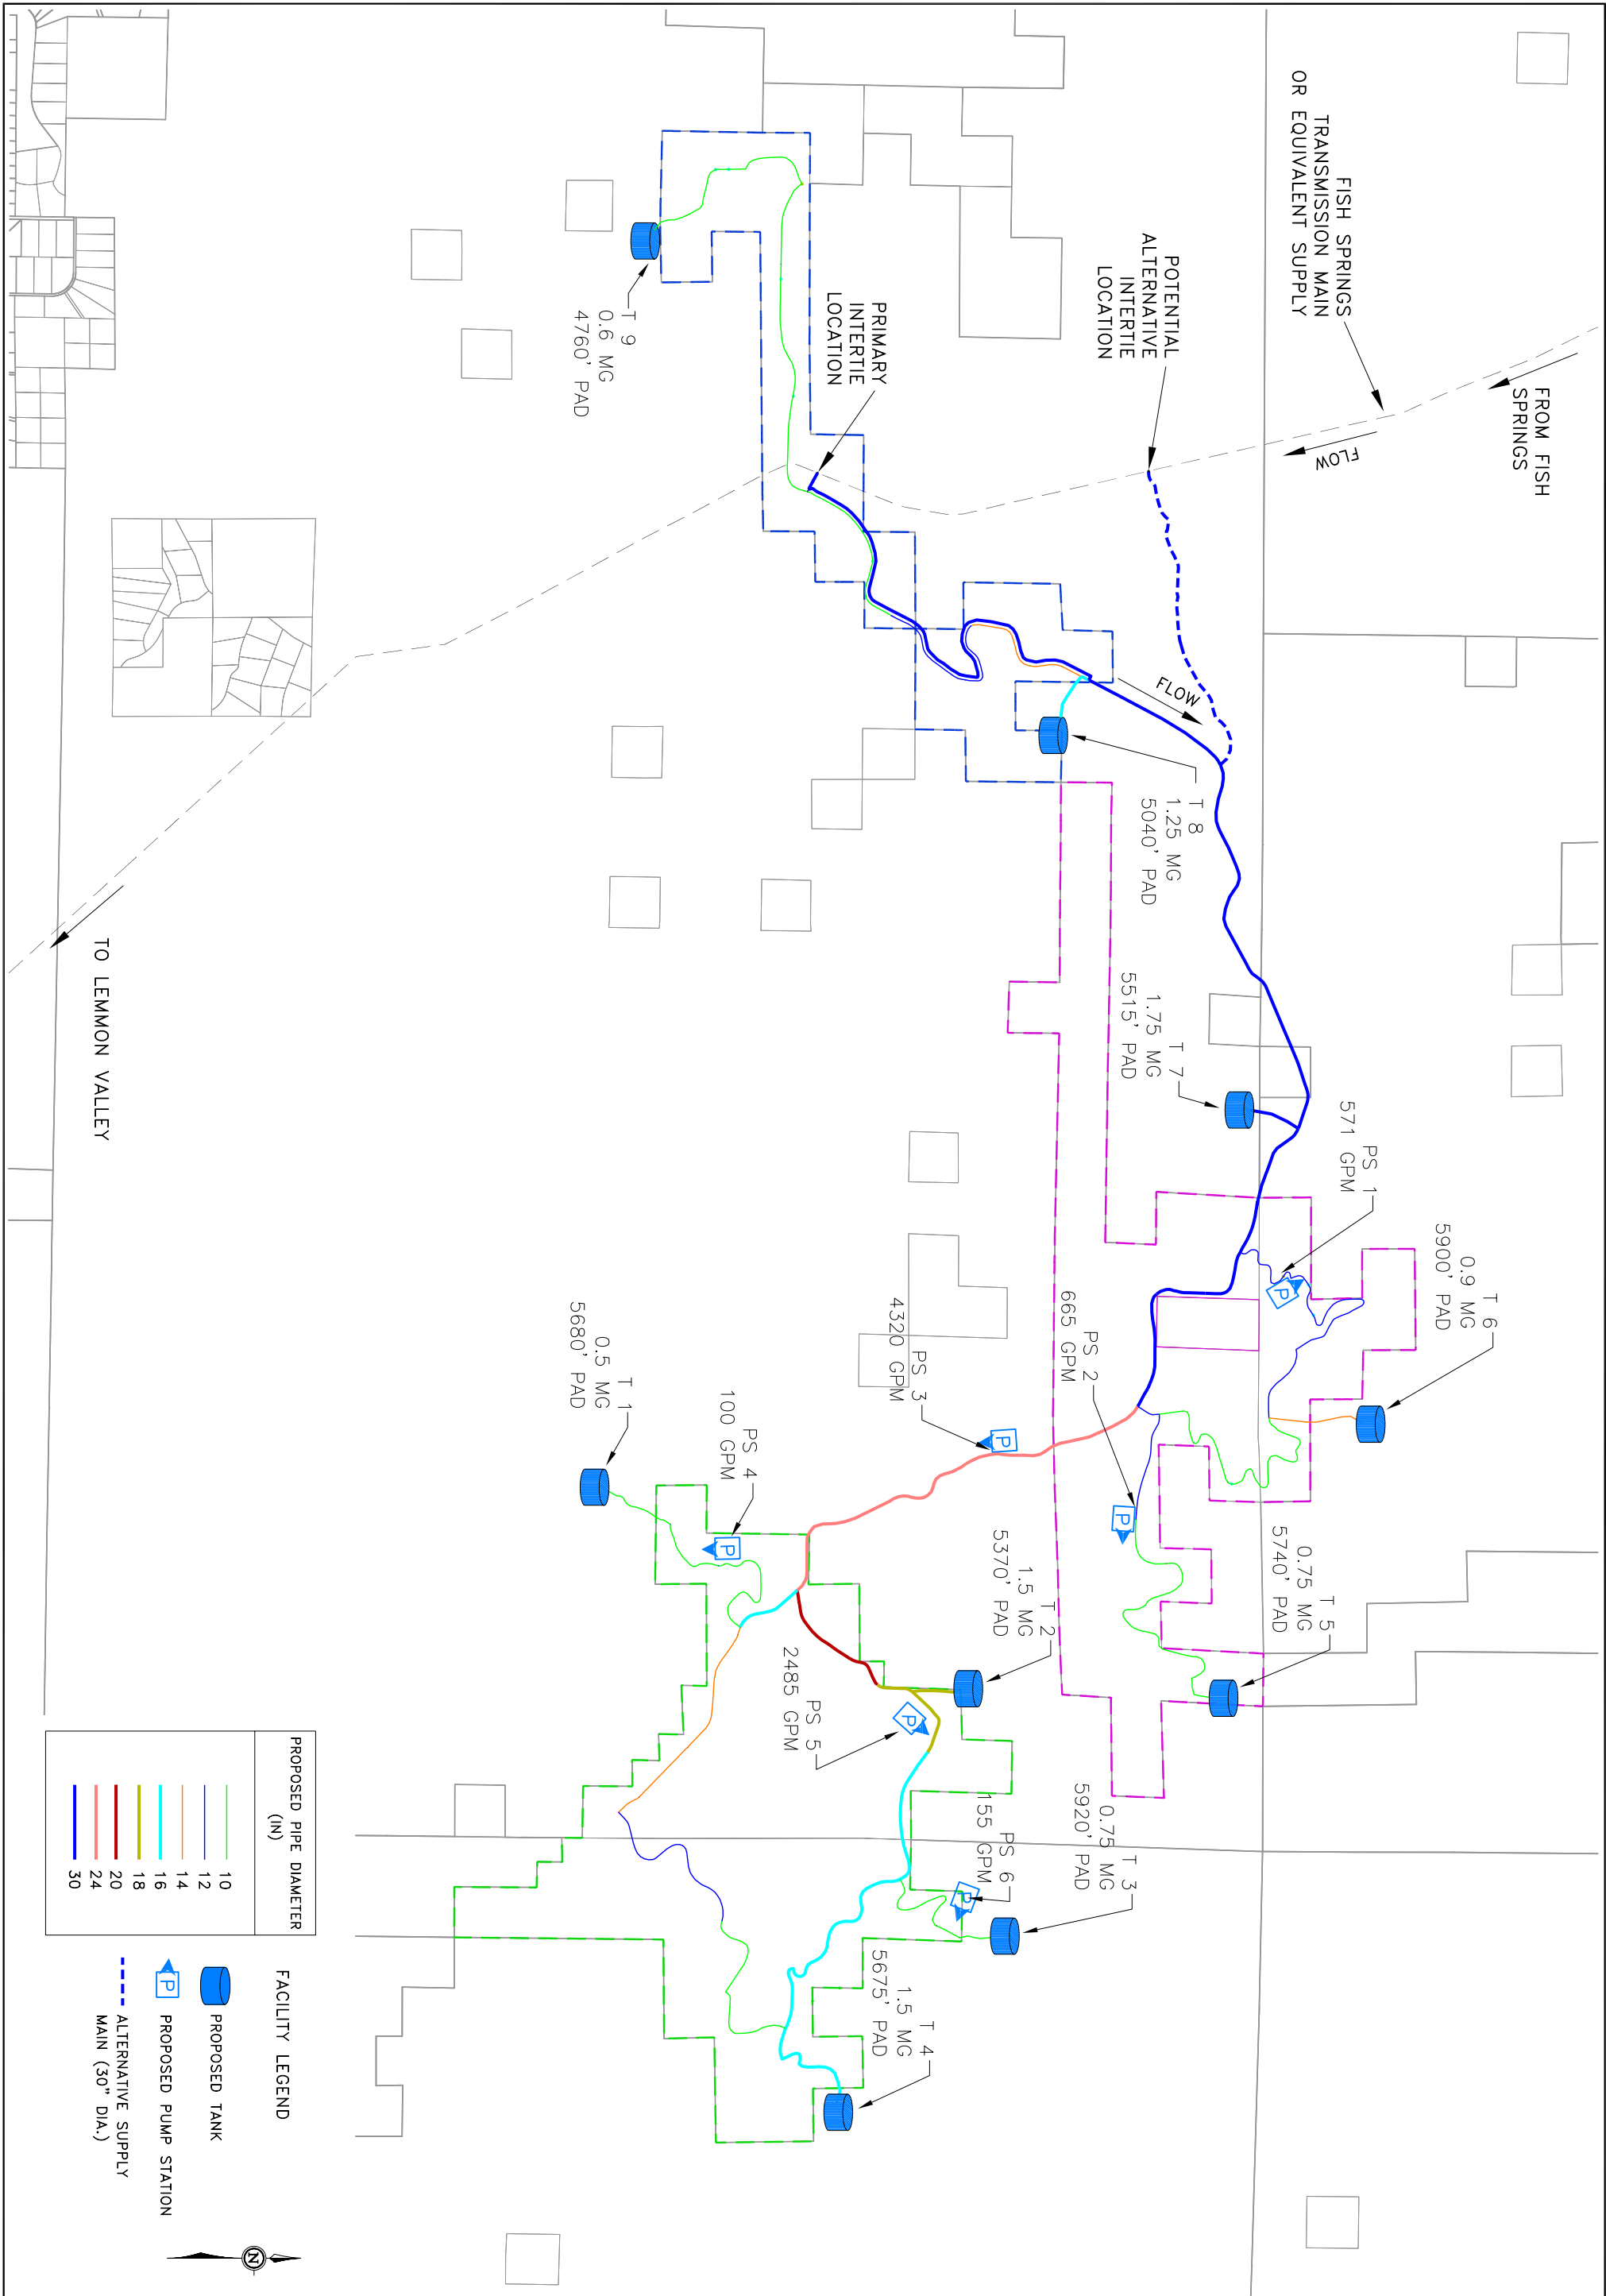 FROM FISH
SPRINGS
FISH SPRINGS
TRANSMISSION MAIN
OR EQUIVALENT SUPPLY
FLOW
POTENTIAL
ALTERNATIVE
INTERTIE
LOCATION
PRIMARY
INTERTIE
LOCATION
T 9
0.6 MG
4760' PAD
FLOW
T 8
1.25 MG
5040' PAD
T 7
1.75 MG
5515' PAD
PS 1
571 GPM
P
T 6
0.9 MG
5900' PAD
PS 2
665 GPM
P
PS 3
4320 GPM
P
T 5
0.75 MG
5740' PAD
T 2
1.5 MG
5370' PAD
T 1
0.5 MG
5680' PAD
PS 4
100 GPM
P
PS 5
2485 GPM
P
T 3
0.75 MG
5920' PAD
PS 6
155 GPM
P
T 4
1.5 MG
5675' PAD
TO LEMMON VALLEY
PROPOSED PIPE DIAMETER
(IN)
10
12
14
16
18
20
24
30
FACILITY LEGEND
PROPOSED TANK
P PROPOSED PUMP STATION
ALTERNATIVE SUPPLY
MAIN (30" DIA.)
N